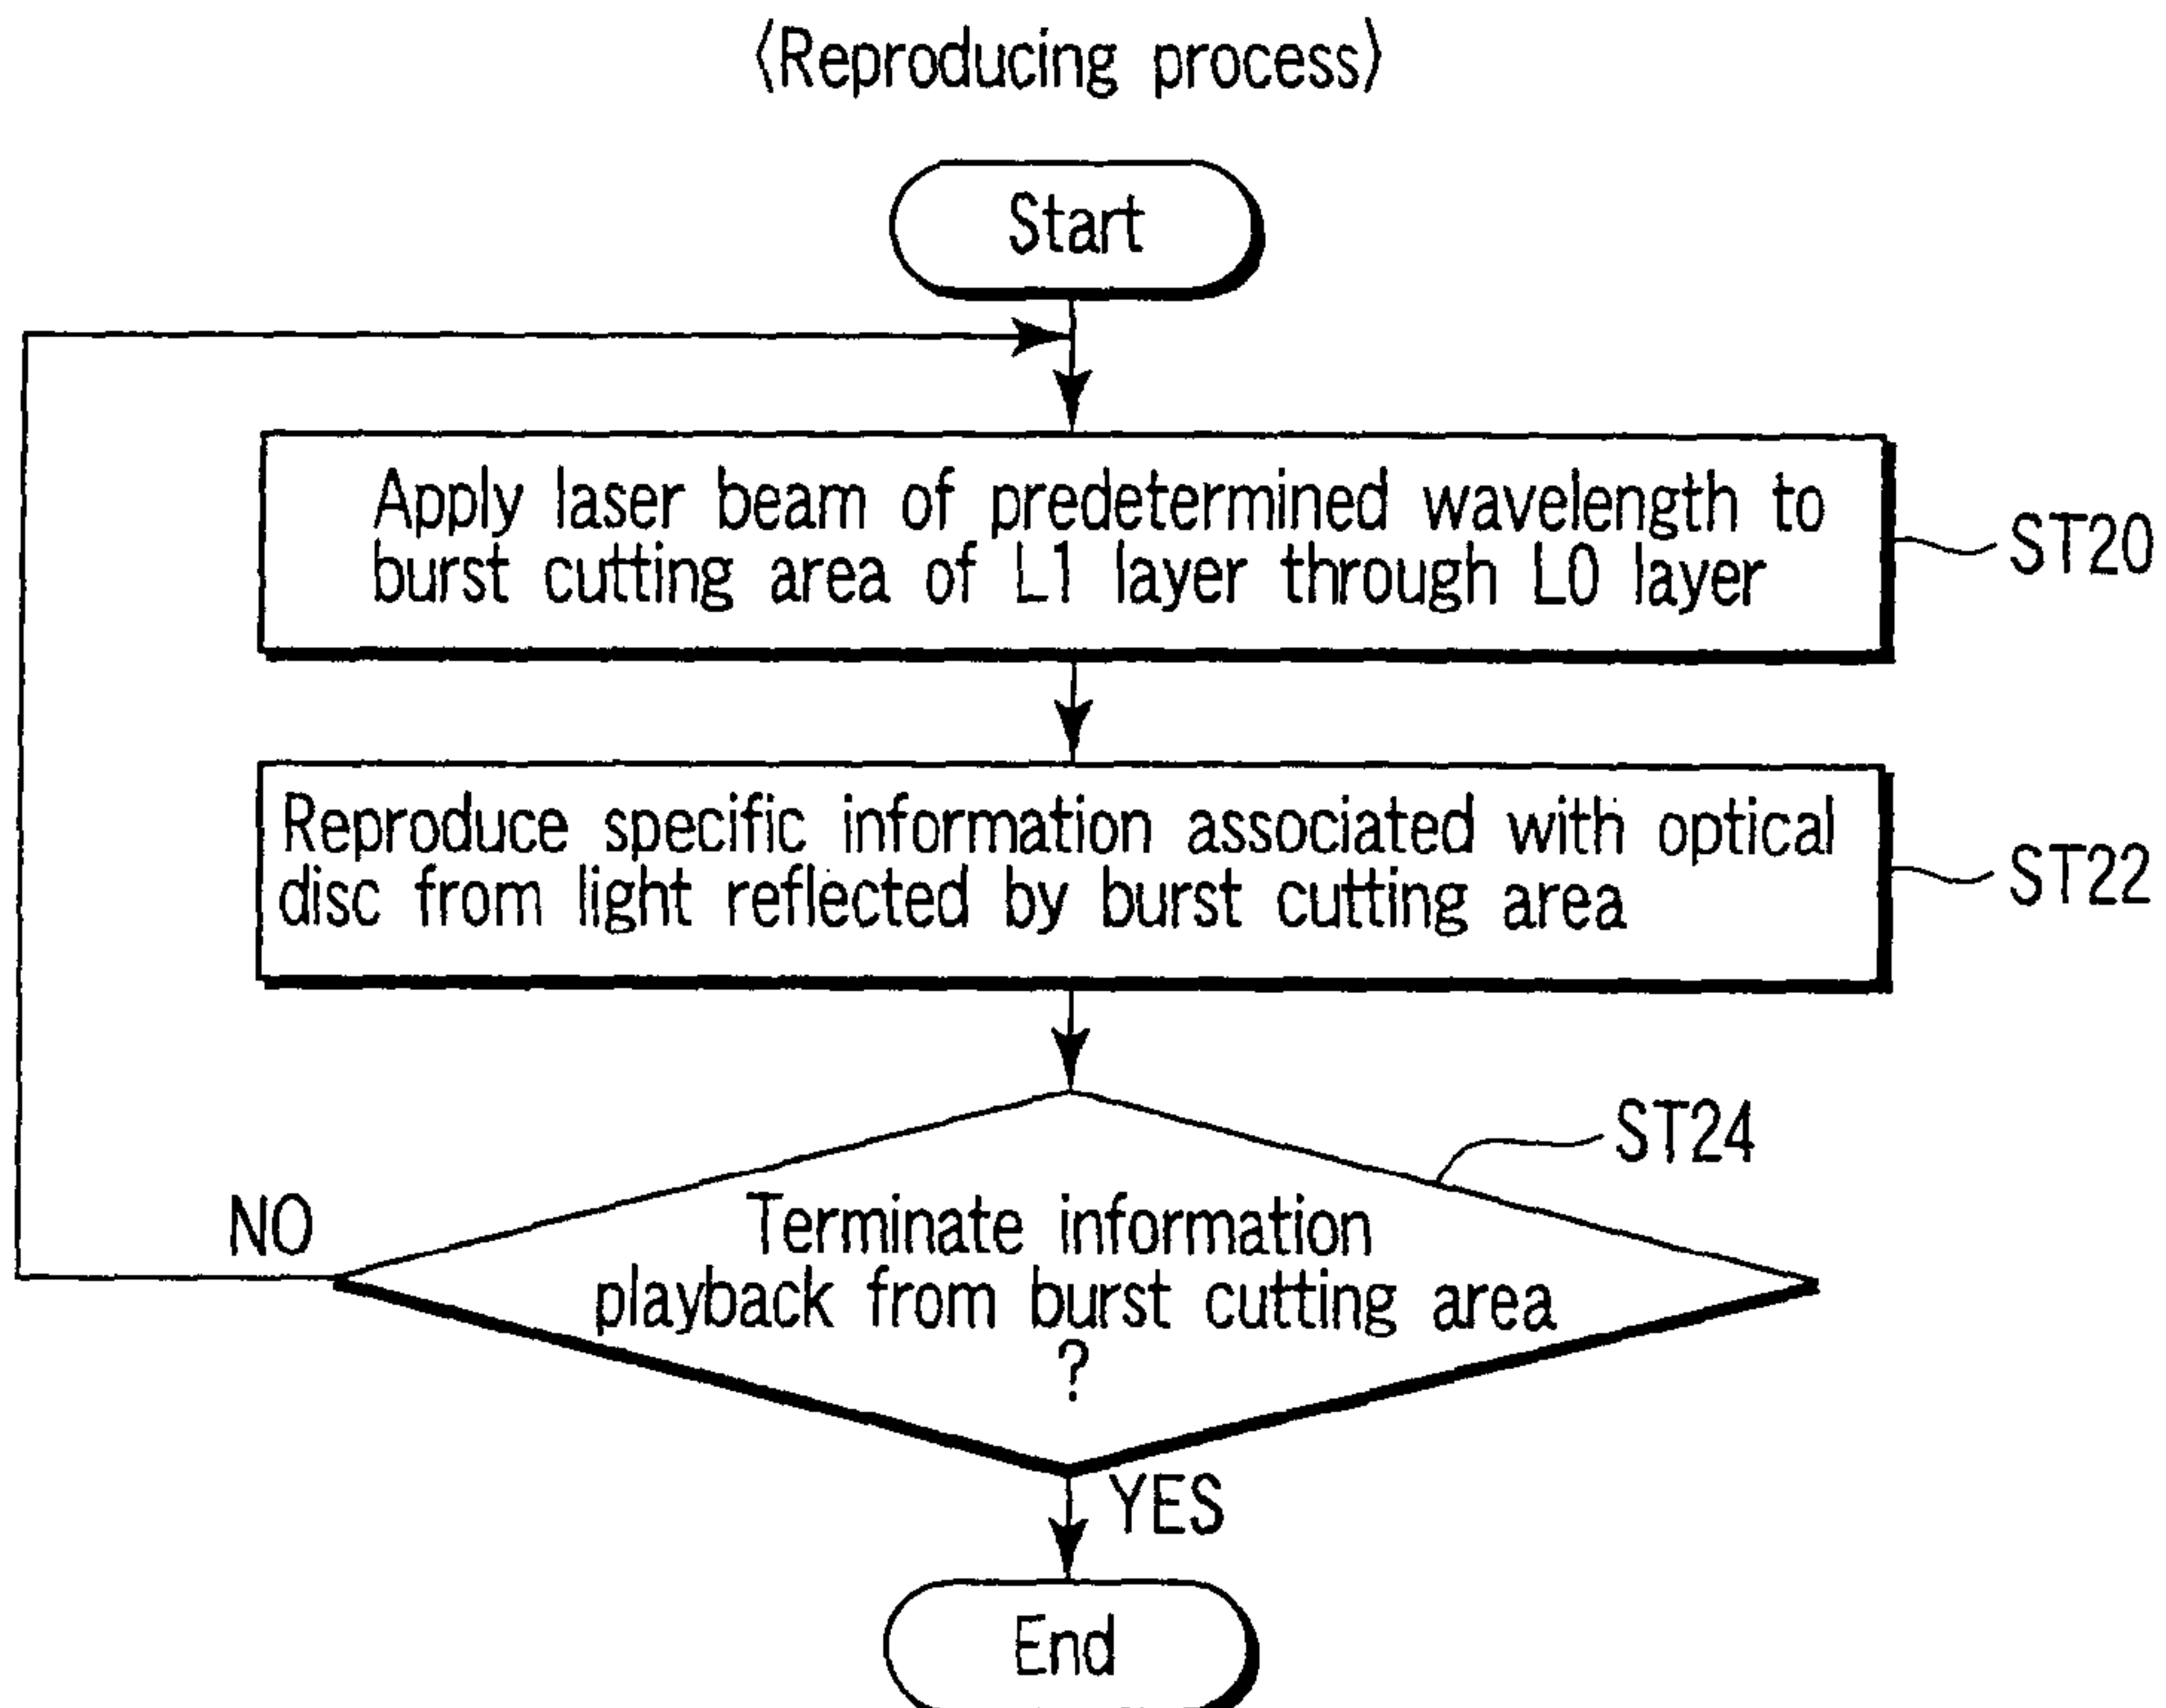 ⟨Reproducing process⟩
Start
Apply laser beam of predetermined wavelength to
burst cutting area of L1 layer through L0 layer
ST20
Reproduce specific information associated with optical
disc from light reflected by burst cutting area
ST22
ST24
NO
Terminate information
playback from burst cutting area
?
YES
End